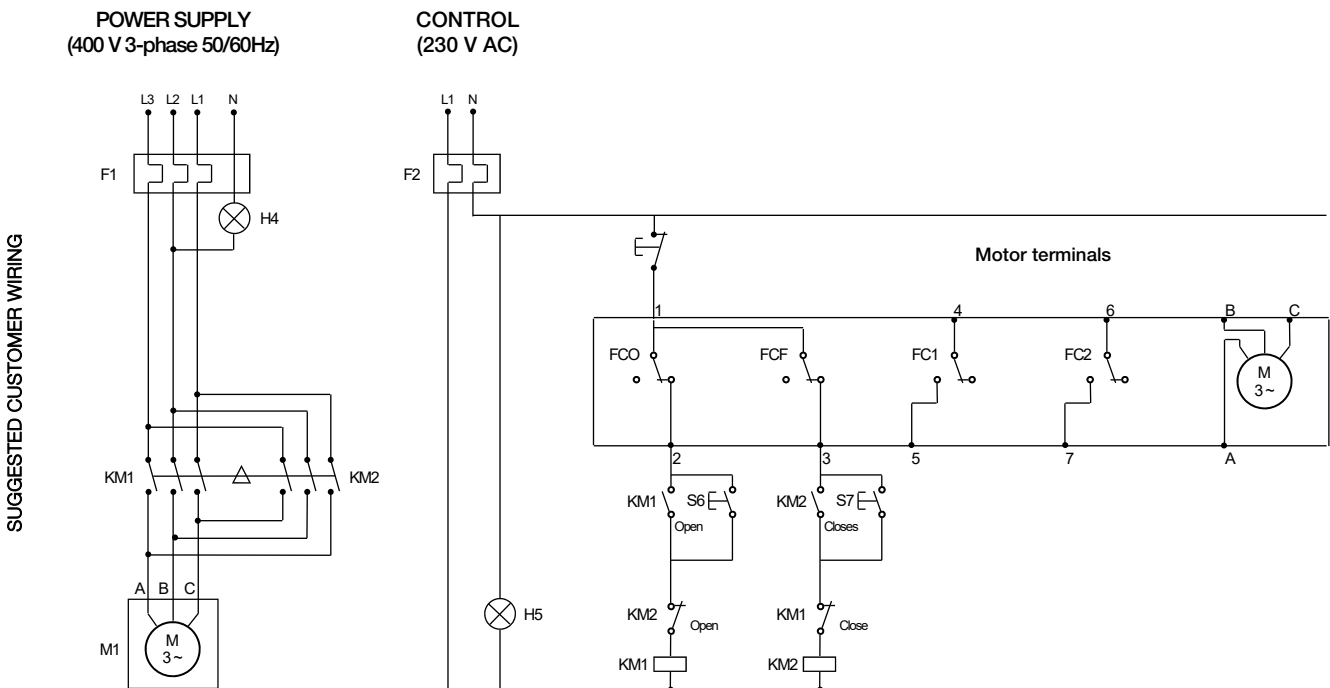 POWER SUPPLY
(400 V 3-phase 50/60Hz)
CONTROL
(230 V AC)
L3 L2 L1 N
L1 N
F1
F2
H4
SUGGESTED CUSTOMER WIRING
Motor terminals
1
4
6
B
C
FCO
FCF
FC1
FC2
M
3~
2
3
5
7
A
KM1
KM2
KM1
S6
Open
KM2
S7
Closes
A B C
M1
M
3~
H5
KM2
Open
KM1
Close
KM1
KM2